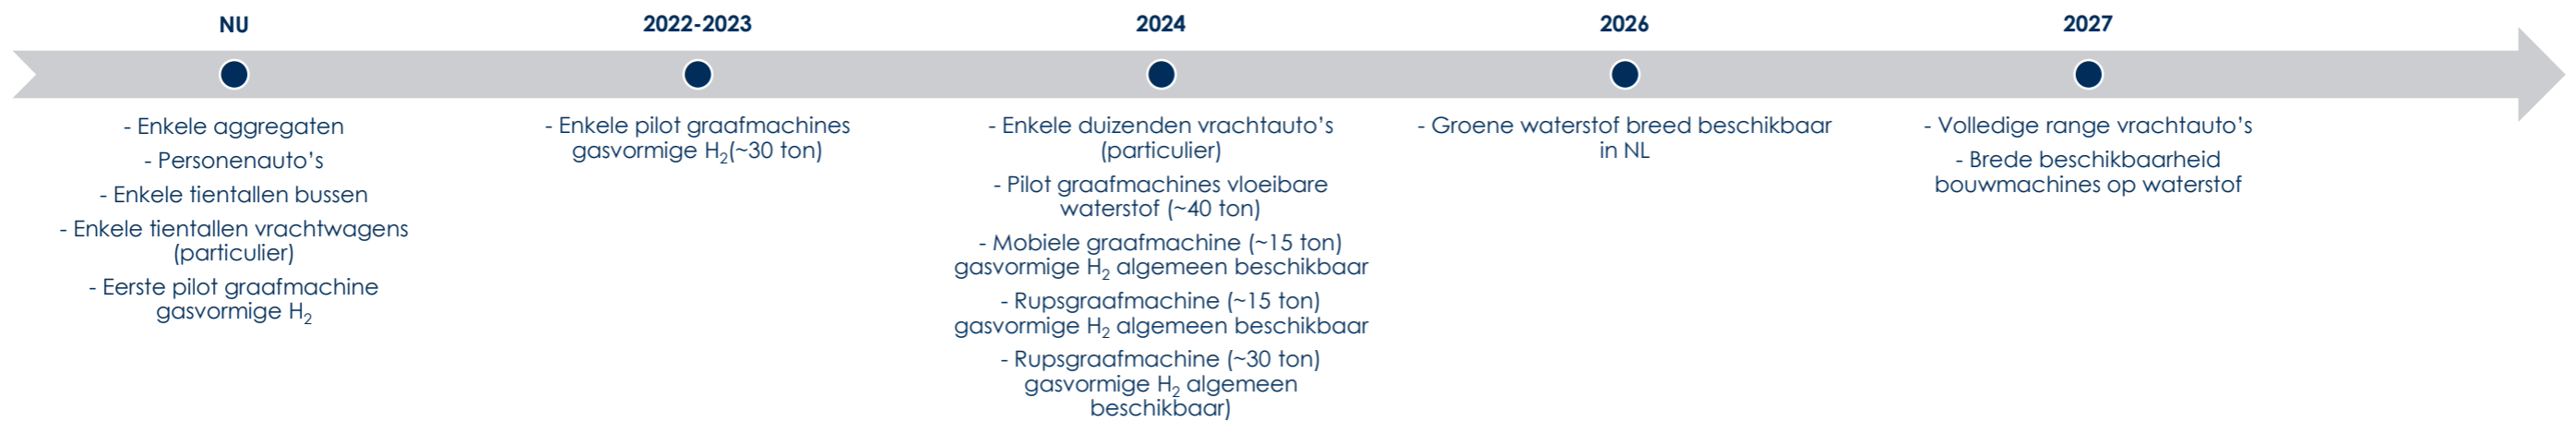 NU
- Enkele aggregaten
- Personenauto’s
- Enkele tientallen bussen
- Enkele tientallen vrachtwagens
(particulier)
- Eerste pilot graafmachine
gasvormige H₂
2022-2023
- Enkele pilot graafmachines
gasvormige H₂(~30 ton)
2024
- Enkele duizenden vrachtauto’s
(particulier)
- Pilot graafmachines vloeibare
waterstof (~40 ton)
- Mobiele graafmachine (~15 ton)
gasvormige H₂ algemeen beschikbaar
- Rupsgraafmachine (~15 ton)
gasvormige H₂ algemeen beschikbaar
- Rupsgraafmachine (~30 ton)
gasvormige H₂ algemeen
beschikbaar)
2026
- Groene waterstof breed beschikbaar
in NL
2027
- Volledige range vrachtauto’s
- Brede beschikbaarheid
bouwmachines op waterstof